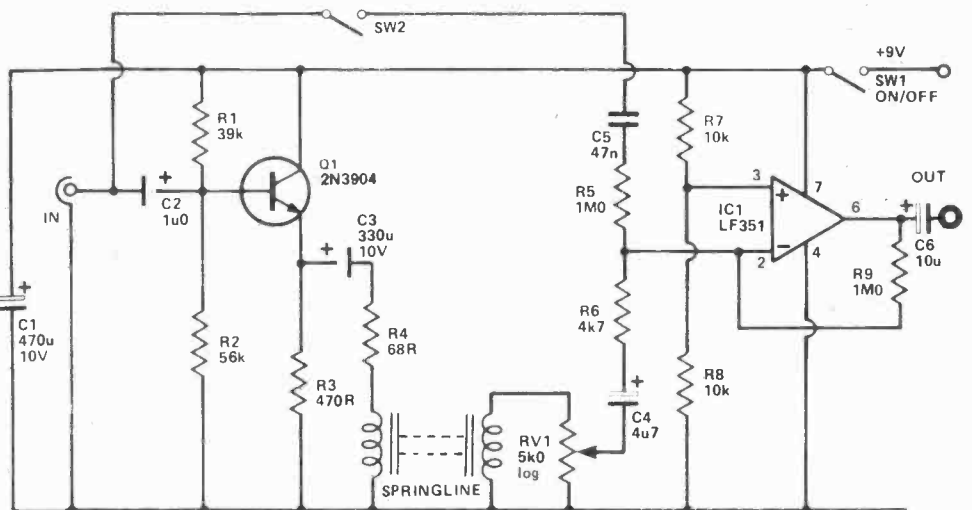 SW2
+9V
SW1
ON/OFF
R1
39k
R7
10k
C5
47n
Q1
2N3904
IN
C2
1u0
+
+
C3
330u
10V
R5
1M0
3
+
7
IC1
LF351
−
2
4
6
OUT
+
C6
10u
R9
1M0
+
C1
470u
10V
R2
56k
R4
68R
R6
4k7
R3
470R
R8
10k
+
C4
4u7
RV1
5k0
log
SPRINGLINE